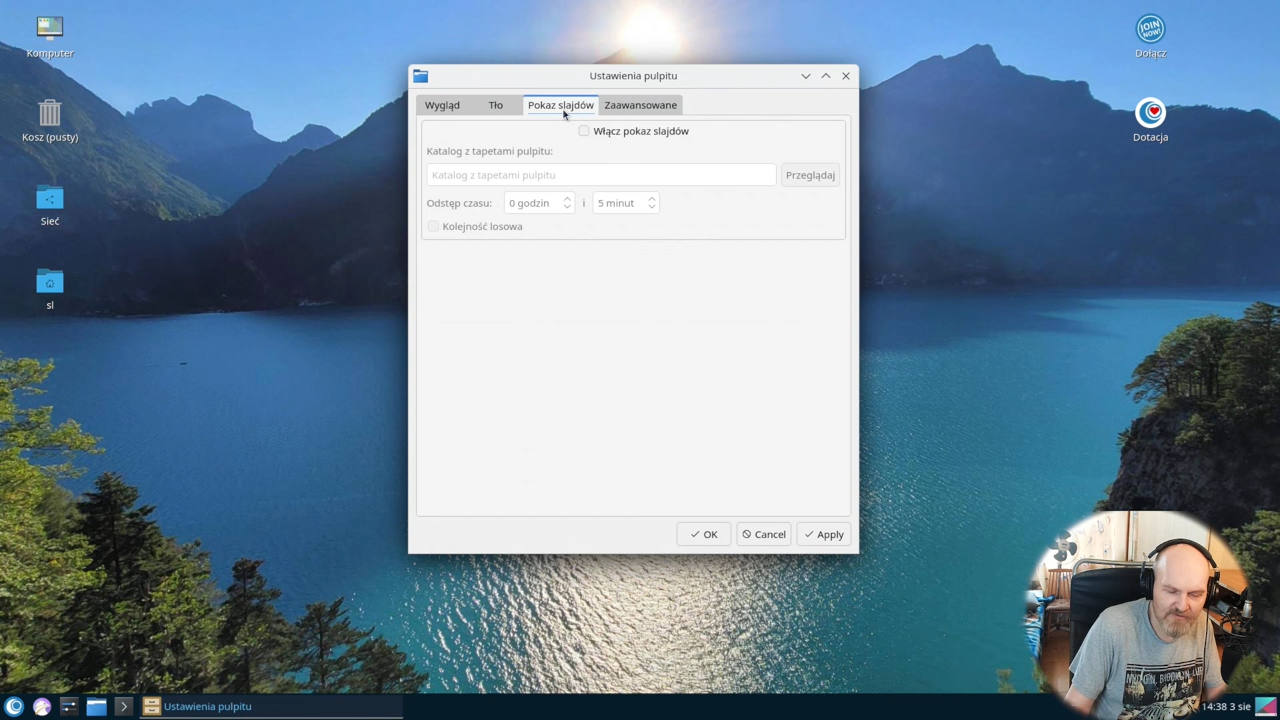 Komputer
Kosz (pusty)
Sieć
sl
JOIN NOW!
Dołącz
Dotacja
Ustawienia pulpitu
Wygląd Tło Pokaz slajdów Zaawansowane
Włącz pokaz slajdów
Katalog z tapetami pulpitu:
Katalog z tapetami pulpitu Przeglądaj
Odstęp czasu: 0 godzin i 5 minut
Kolejność losowa
OK Cancel Apply
Ustawienia pulpitu
14:38 3 sie